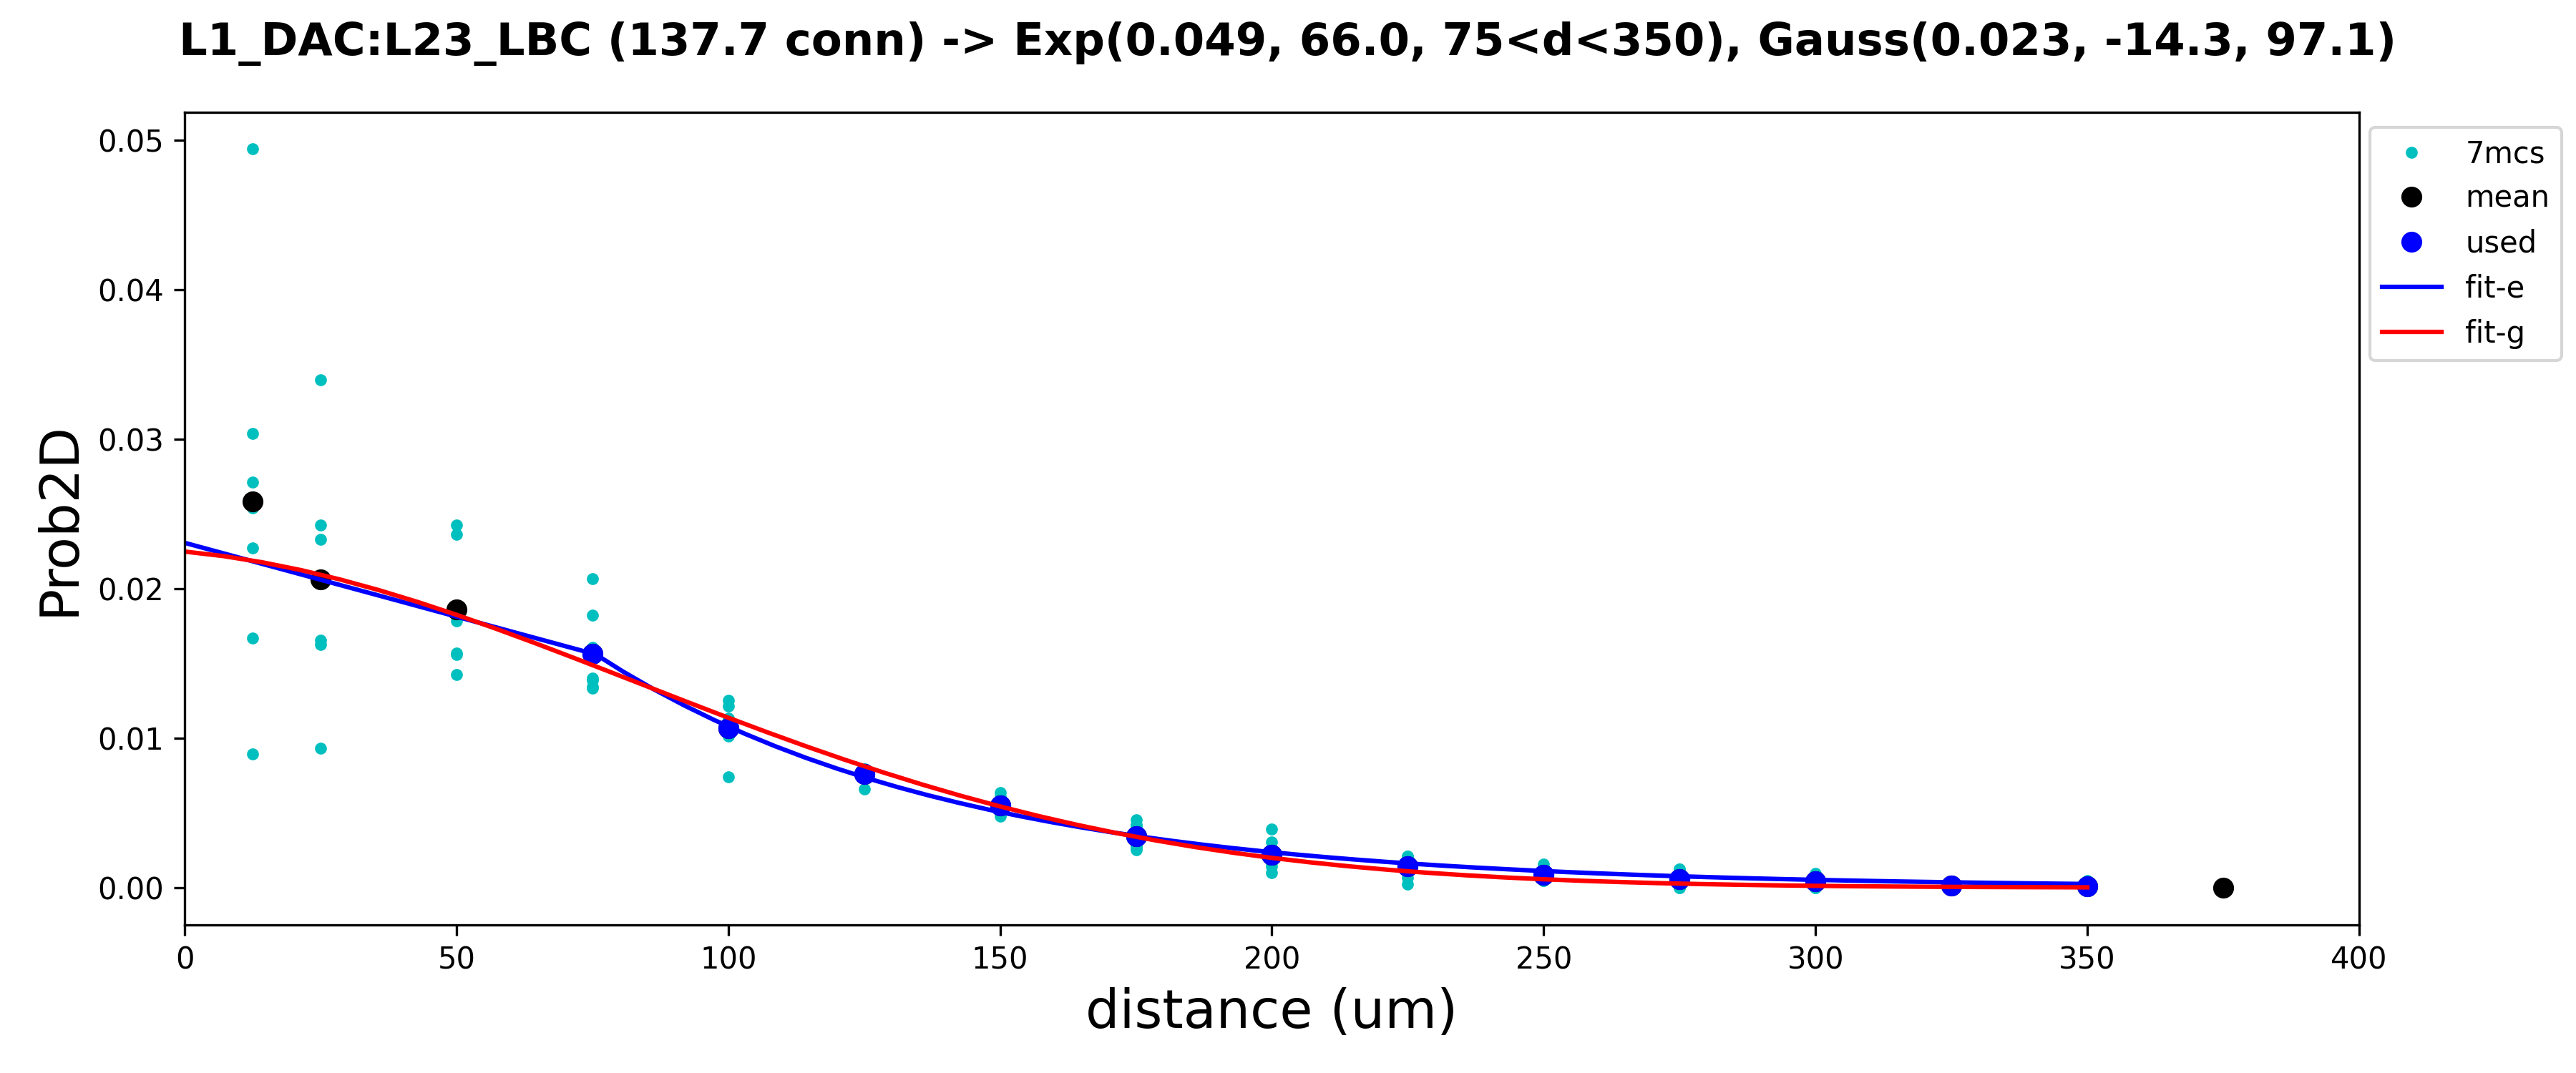 L1_DAC:L23_LBC (137.7 conn) -> Exp(0.049, 66.0, 75<d<350), Gauss(0.023, -14.3, 97.1)
0.05
0.04
0.03
0.02
0.01
0.00
Prob2D
0 50 100 150 200 250 300 350 400
distance (um)
7mcs
mean
used
fit-e
fit-g